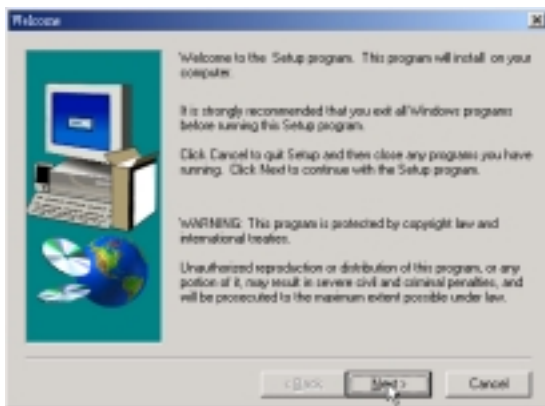 Welcome
Welcome to the Setup program. This program will install on your
computer.
It is strongly recommended that you exit all Windows programs
before running this Setup program.
Click Cancel to quit Setup and then close any programs you have
running. Click Next to continue with the Setup program.
WARNING: This program is protected by copyright law and
international treaties.
Unauthorized reproduction or distribution of this program, or any
portion of it, may result in severe civil and criminal penalties, and
will be prosecuted to the maximum extent possible under law.
< Back
Next >
Cancel